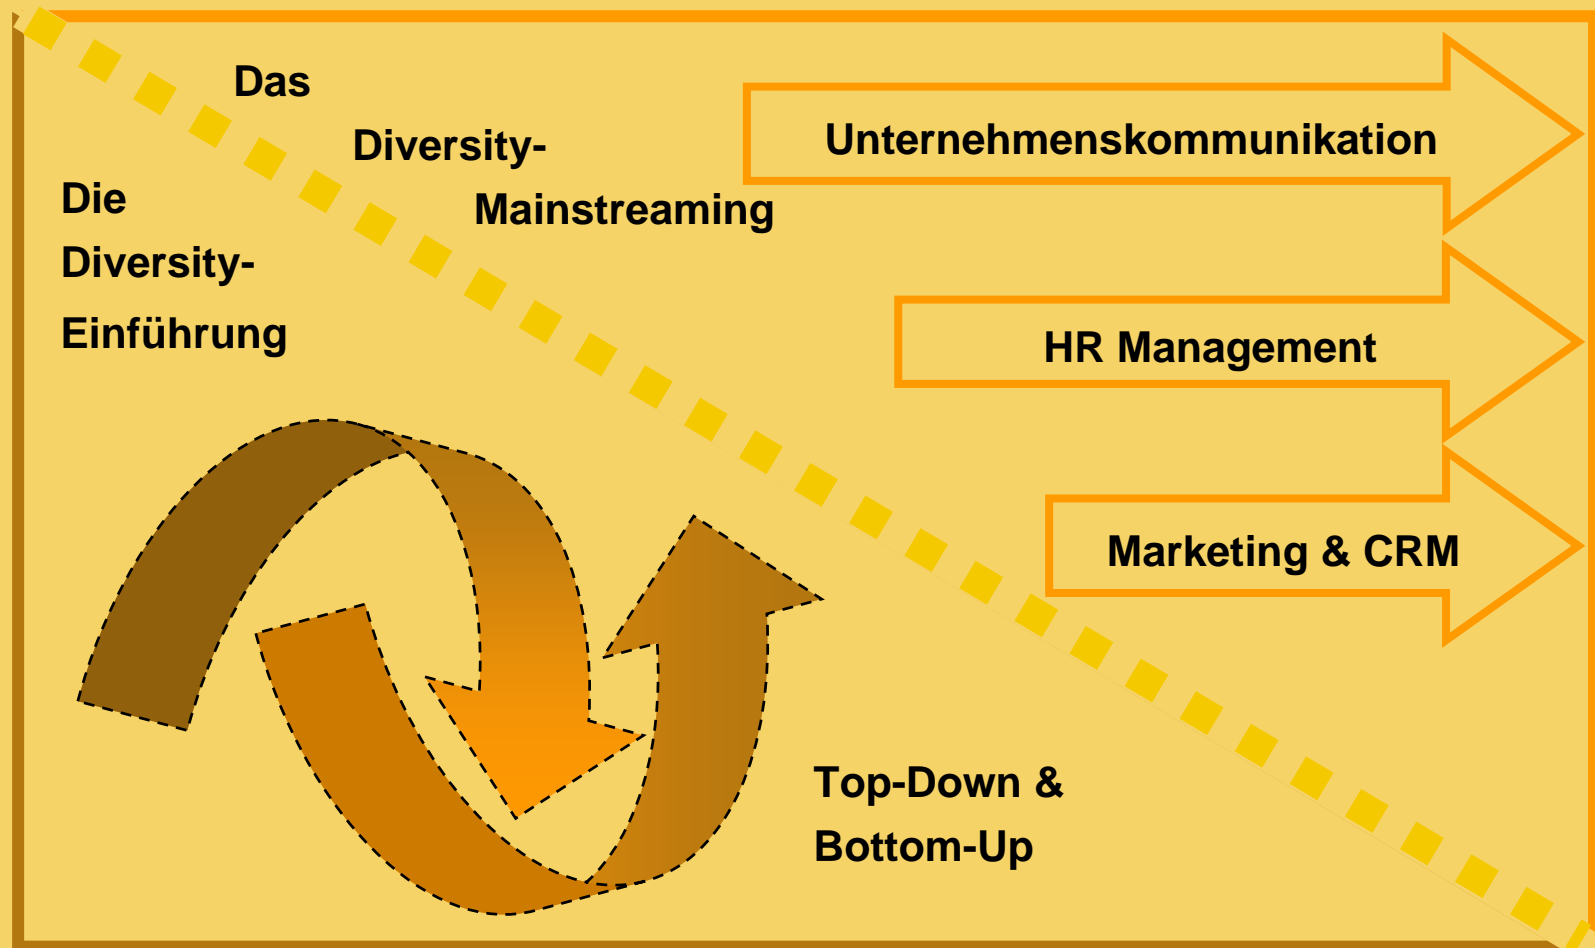 Das
Diversity-
Mainstreaming
Die
Diversity-
Einführung
Unternehmenskommunikation
HR Management
Marketing & CRM
Top-Down &
Bottom-Up